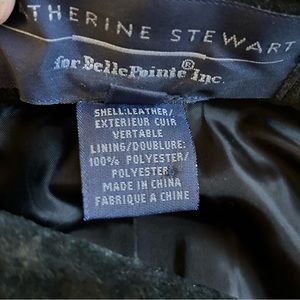 THERINE STEWART
for BellePointe® Inc.
SHELL:LEATHER/
EXTERIEUR CUIR
VERTABLE
LINING/DOUBLURE:
100% POLYESTER/
POLYESTER
MADE IN CHINA
FABRIQUE A CHINE